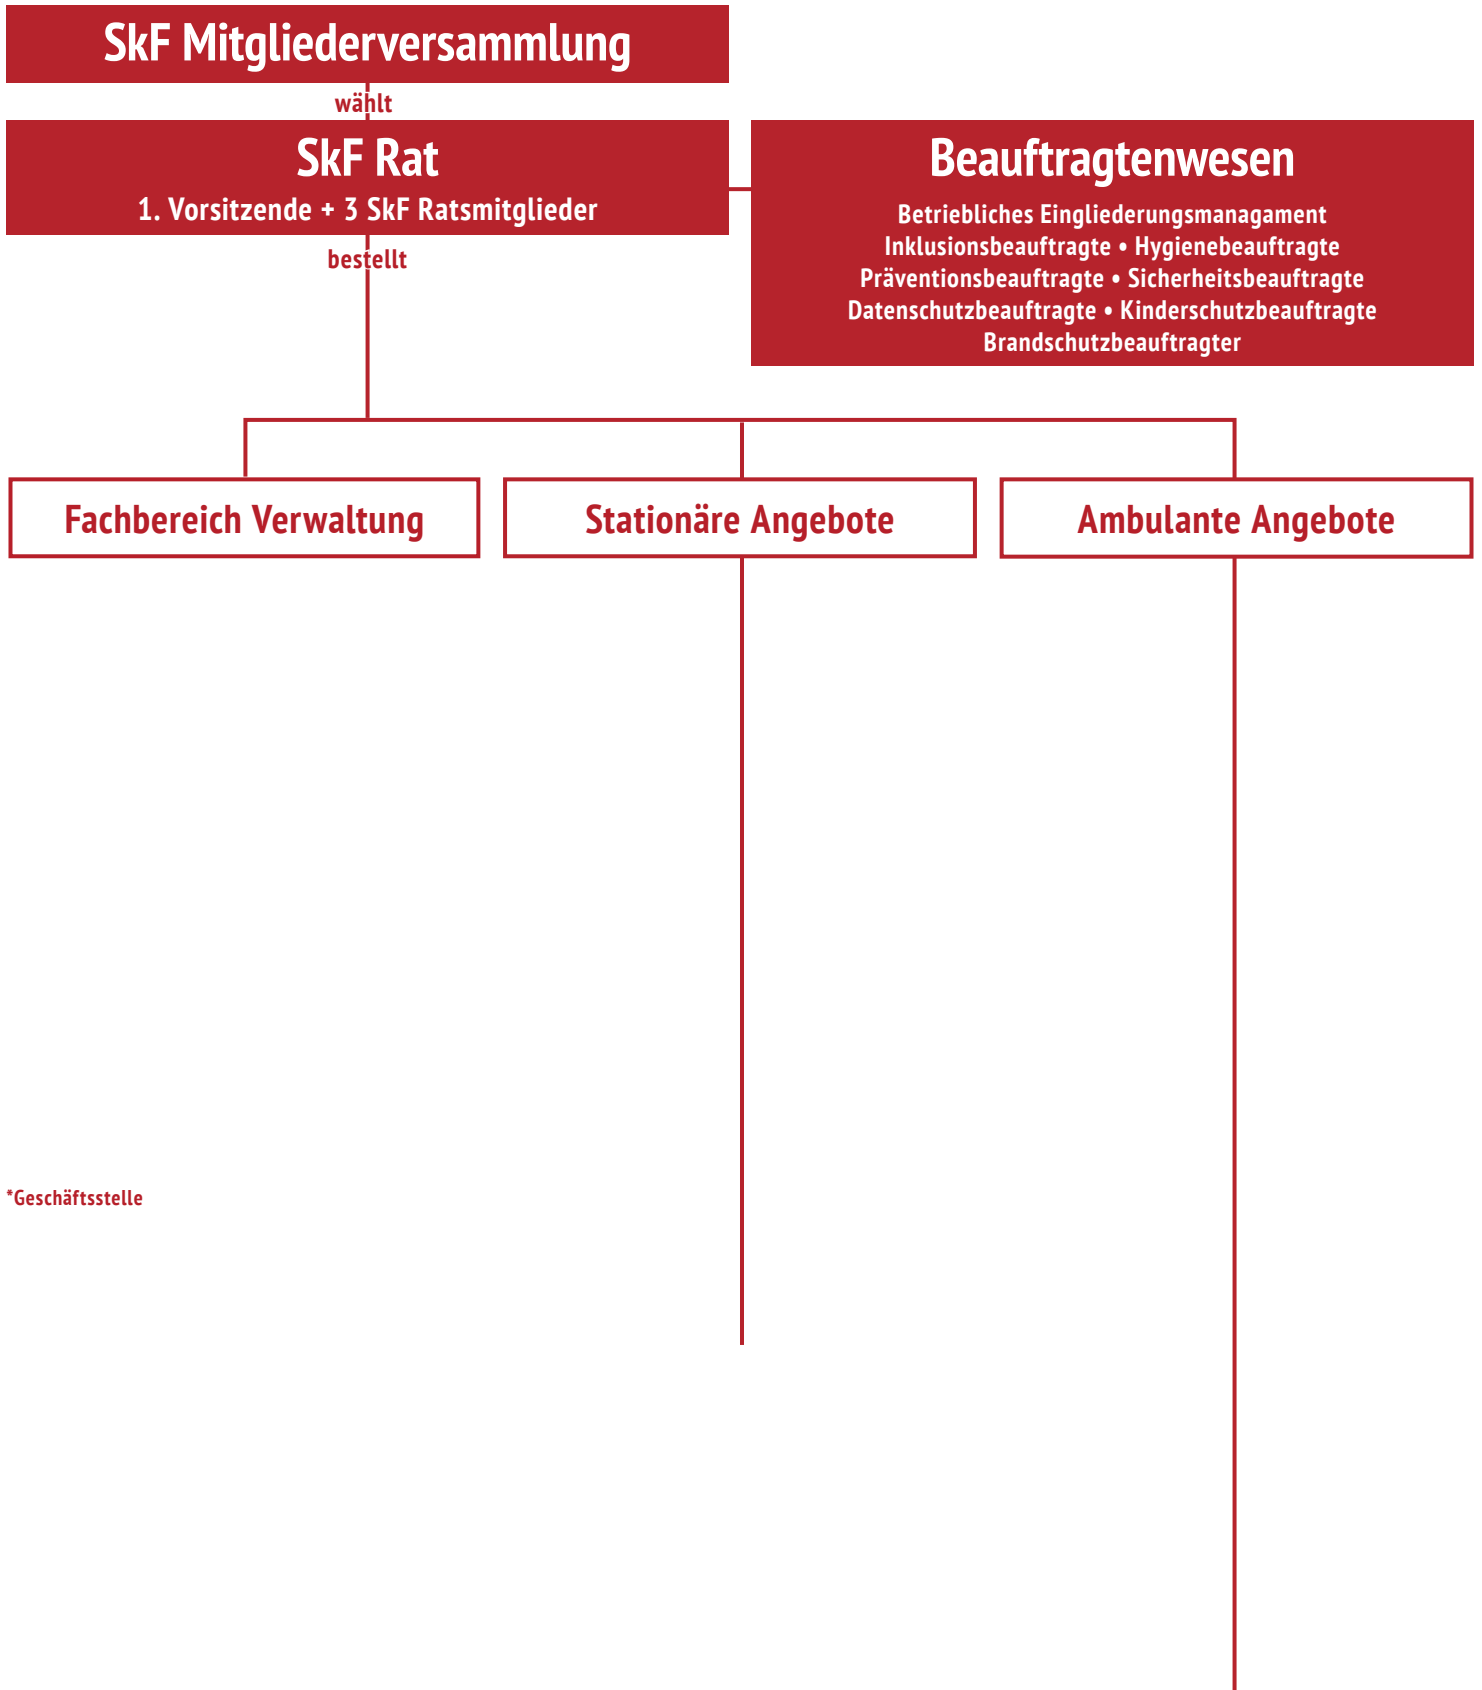 SkF Mitgliederversammlung
wählt
SkF Rat
1. Vorsitzende + 3 SkF Ratsmitglieder
bestellt
Beauftragtenwesen
Betriebliches Eingliederungsmanagament
Inklusionsbeauftragte • Hygienebeauftragte
Präventionsbeauftragte • Sicherheitsbeauftragte
Datenschutzbeauftragte • Kinderschutzbeauftragte
Brandschutzbeauftragter
Fachbereich Verwaltung
Stationäre Angebote
Ambulante Angebote
*Geschäftsstelle